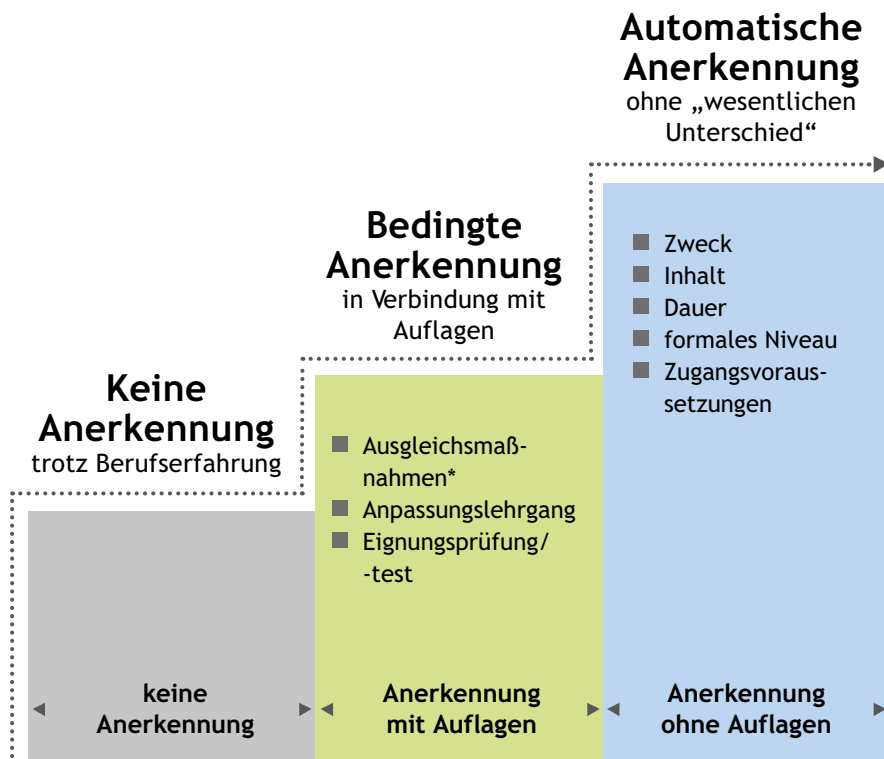 Automatische
Anerkennung
ohne „wesentlichen
Unterschied“
Bedingte
Anerkennung
in Verbindung mit
Auflagen
Keine
Anerkennung
trotz Berufserfahrung
Zweck
Inhalt
Dauer
formales Niveau
Zugangsvoraus-
setzungen
Ausgleichsmaß-
nahmen*
Anpassungslehrgang
Eignungsprüfung/
-test
keine
Anerkennung
Anerkennung
mit Auflagen
Anerkennung
ohne Auflagen